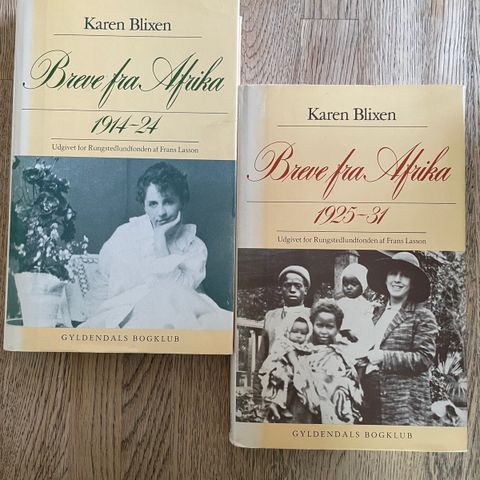 Karen Blixen
Breve fra Afrika
1914-24
Udgivet for Rungstedlundfonden af Frans Lasson
GYLDENDALS BOGKLUB
Karen Blixen
Breve fra Afrika
1925-31
Udgivet for Rungstedlundfonden af Frans Lasson
GYLDENDALS BOGKLUB